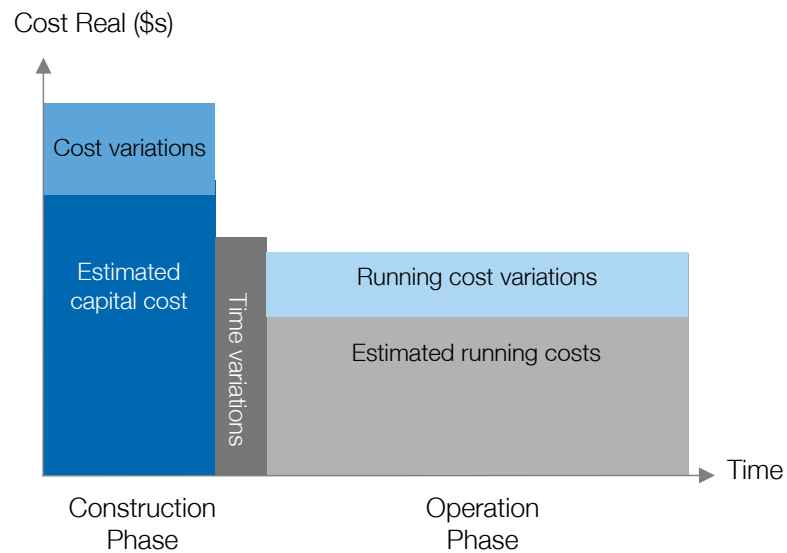 Cost Real ($s)
Cost variations
Estimated
capital cost
Time variations
Running cost variations
Estimated running costs
Time
Construction
Phase
Operation
Phase